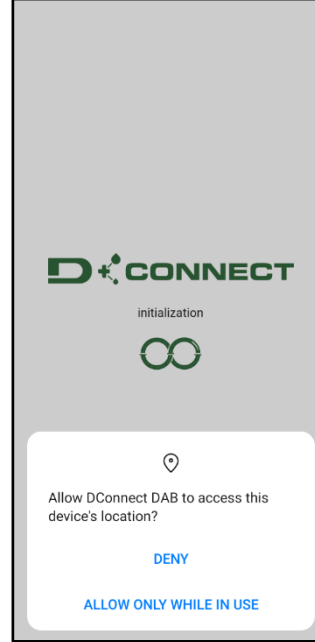 D+CONNECT
initialization
Allow DConnect DAB to access this
device's location?
DENY
ALLOW ONLY WHILE IN USE